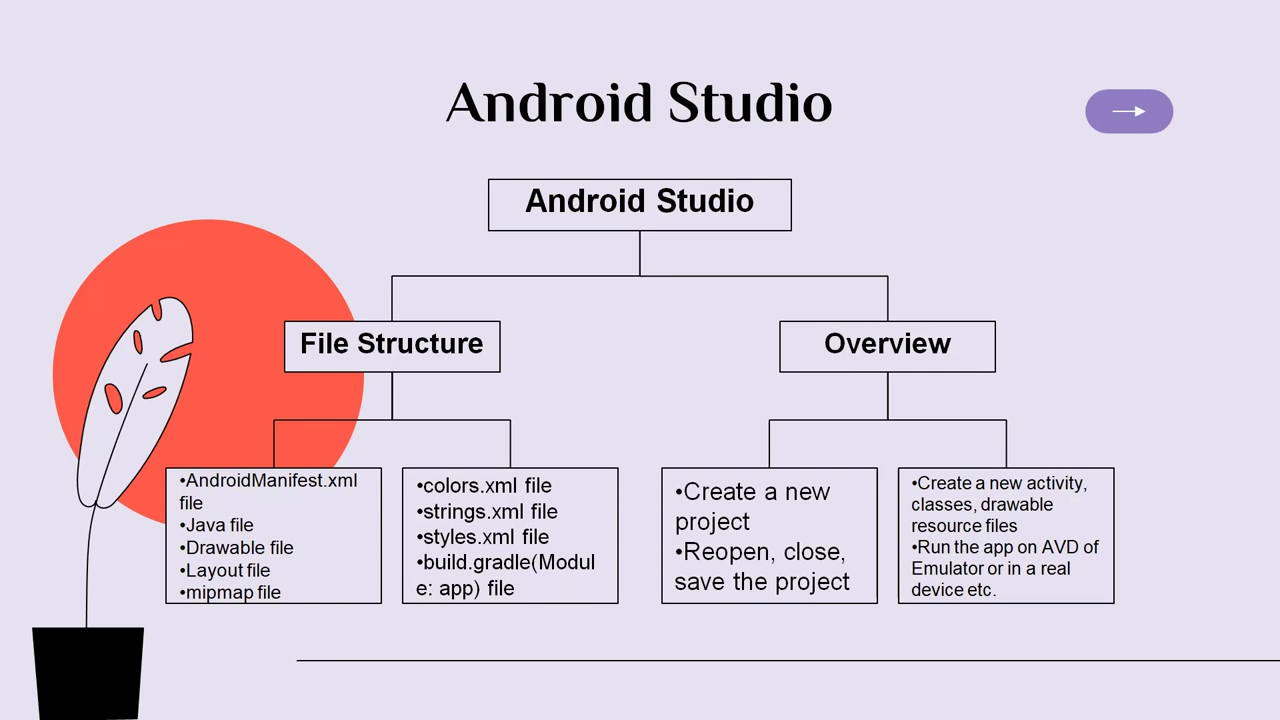 Android Studio
Android Studio
File Structure
Overview
•AndroidManifest.xml
file
•Java file
•Drawable file
•Layout file
•mipmap file
•colors.xml file
•strings.xml file
•styles.xml file
•build.gradle(Modul
e: app) file
•Create a new
project
•Reopen, close,
save the project
•Create a new activity,
classes, drawable
resource files
•Run the app on AVD of
Emulator or in a real
device etc.